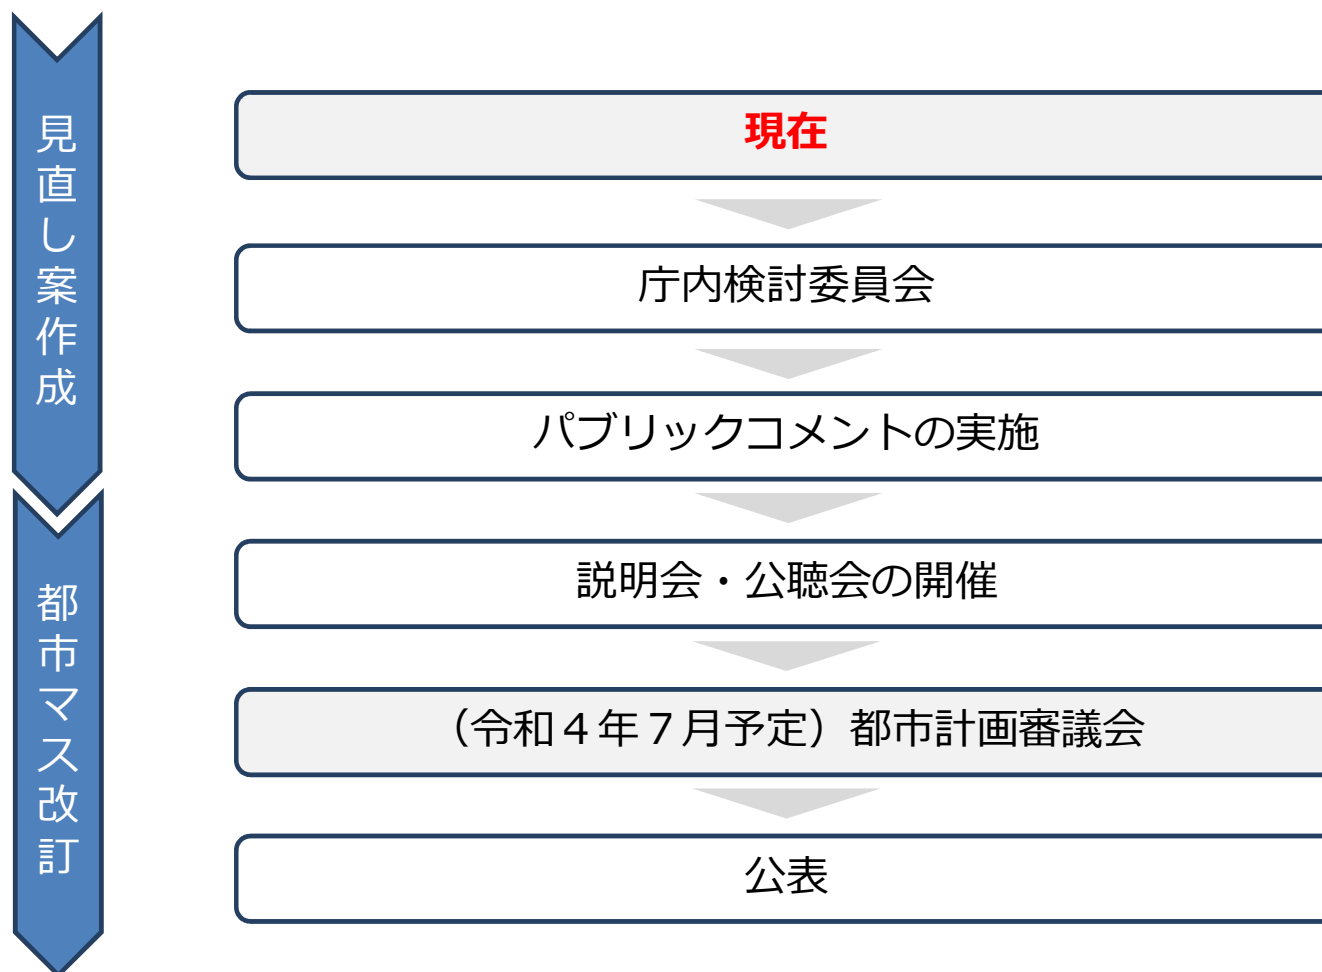 見直し案作成
現在
庁内検討委員会
パブリックコメントの実施
都市マス改訂
説明会・公聴会の開催
（令和４年７月予定）都市計画審議会
公表